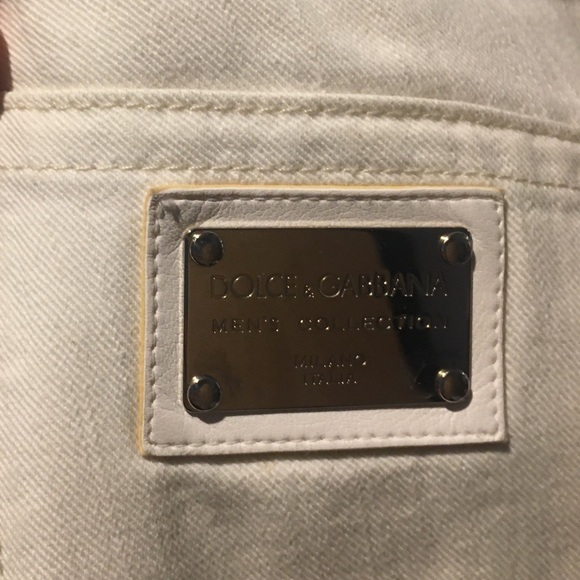 DOLCE & GABBANA
MEN'S COLLECTION
MILANO
ITALIA